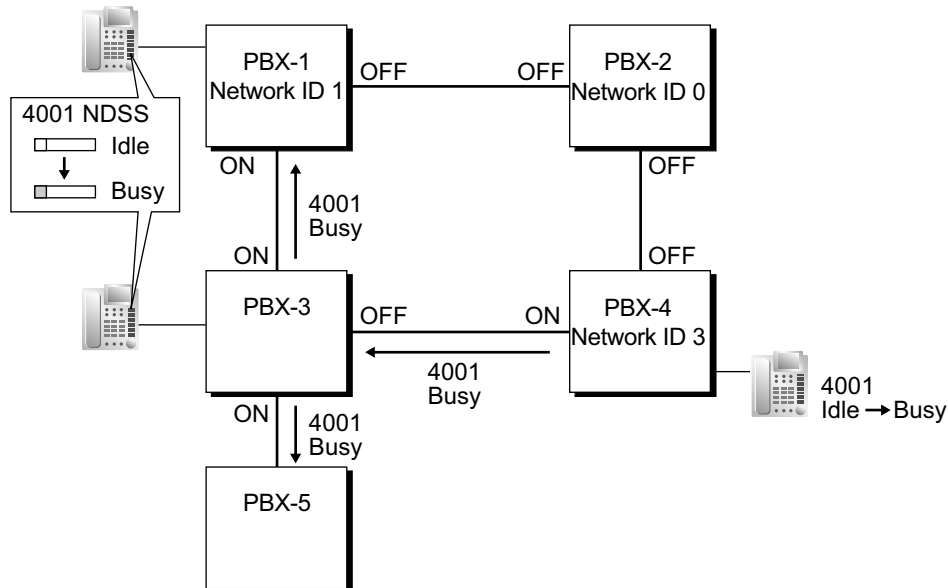 PBX-1
Network ID 1
OFF
OFF
PBX-2
Network ID 0
4001 NDSS
Idle
Busy
ON
OFF
4001
Busy
ON
OFF
PBX-3
OFF
ON
PBX-4
Network ID 3
4001
Busy
4001
Idle → Busy
ON
4001
Busy
PBX-5